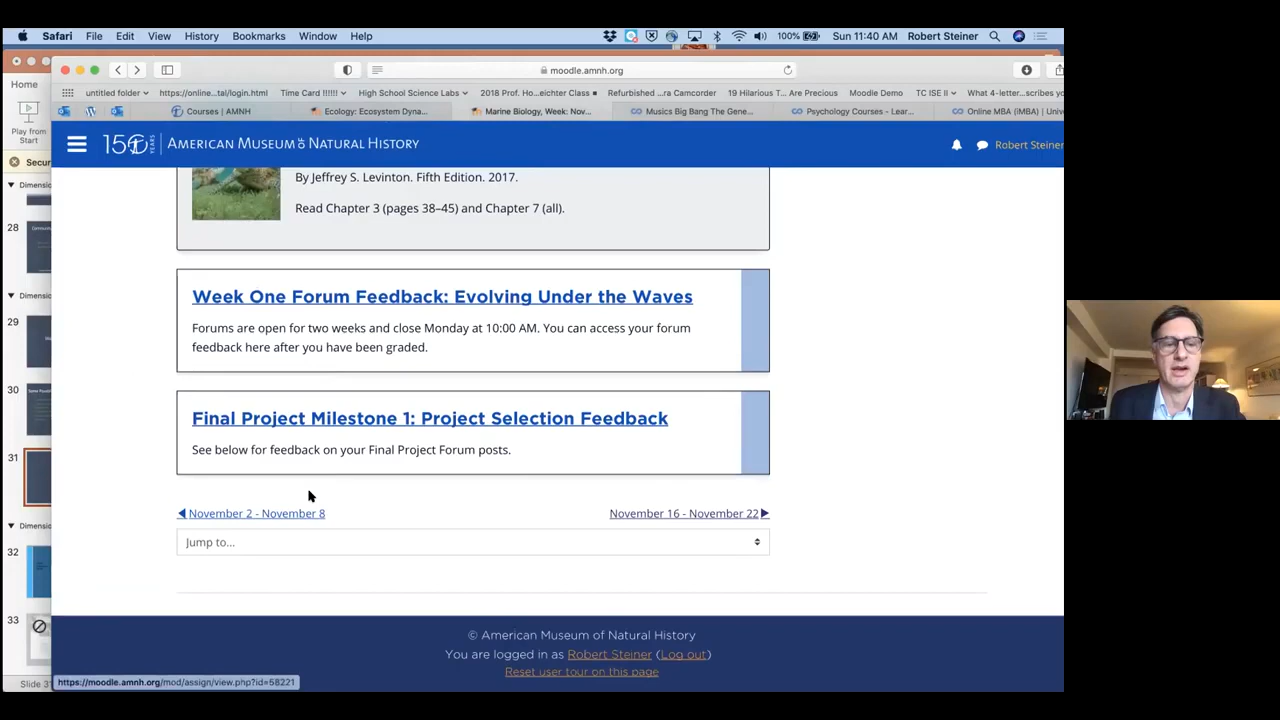 Safari File Edit View History Bookmarks Window Help 100% Sun 11:40 AM Robert Steiner
Home
moodle.amnh.org
untitled folder https://online...tal/login.html Time Card !!!!!! High School Science Labs 2018 Prof. Ho...eichter Class Refurbished ...ra Camcorder 19 Hilarious T...Are Precious Moodle Demo TC ISE II What 4-letter...scribes y
Courses | AMNH Ecology: Ecosystem Dyna... Marine Biology, Week: Nov... Musics Big Bang The Gene... Psychology Courses - Lear... Online MBA (iMBA) | Univ
Play from
Start
150 YEARS AMERICAN MUSEUM OF NATURAL HISTORY Robert Steiner
Secur
By Jeffrey S. Levinton. Fifth Edition. 2017.
Dimensi
Read Chapter 3 (pages 38–45) and Chapter 7 (all).
28
Dimensi
Week One Forum Feedback: Evolving Under the Waves
29
Forums are open for two weeks and close Monday at 10:00 AM. You can access your forum
feedback here after you have been graded.
30
Final Project Milestone 1: Project Selection Feedback
See below for feedback on your Final Project Forum posts.
31
November 2 - November 8 November 16 - November 22
Dimensi
Jump to...
32
33
© American Museum of Natural History
You are logged in as Robert Steiner (Log out)
Reset user tour on this page
https://moodle.amnh.org/mod/assign/view.php?id=58221
Slide 31